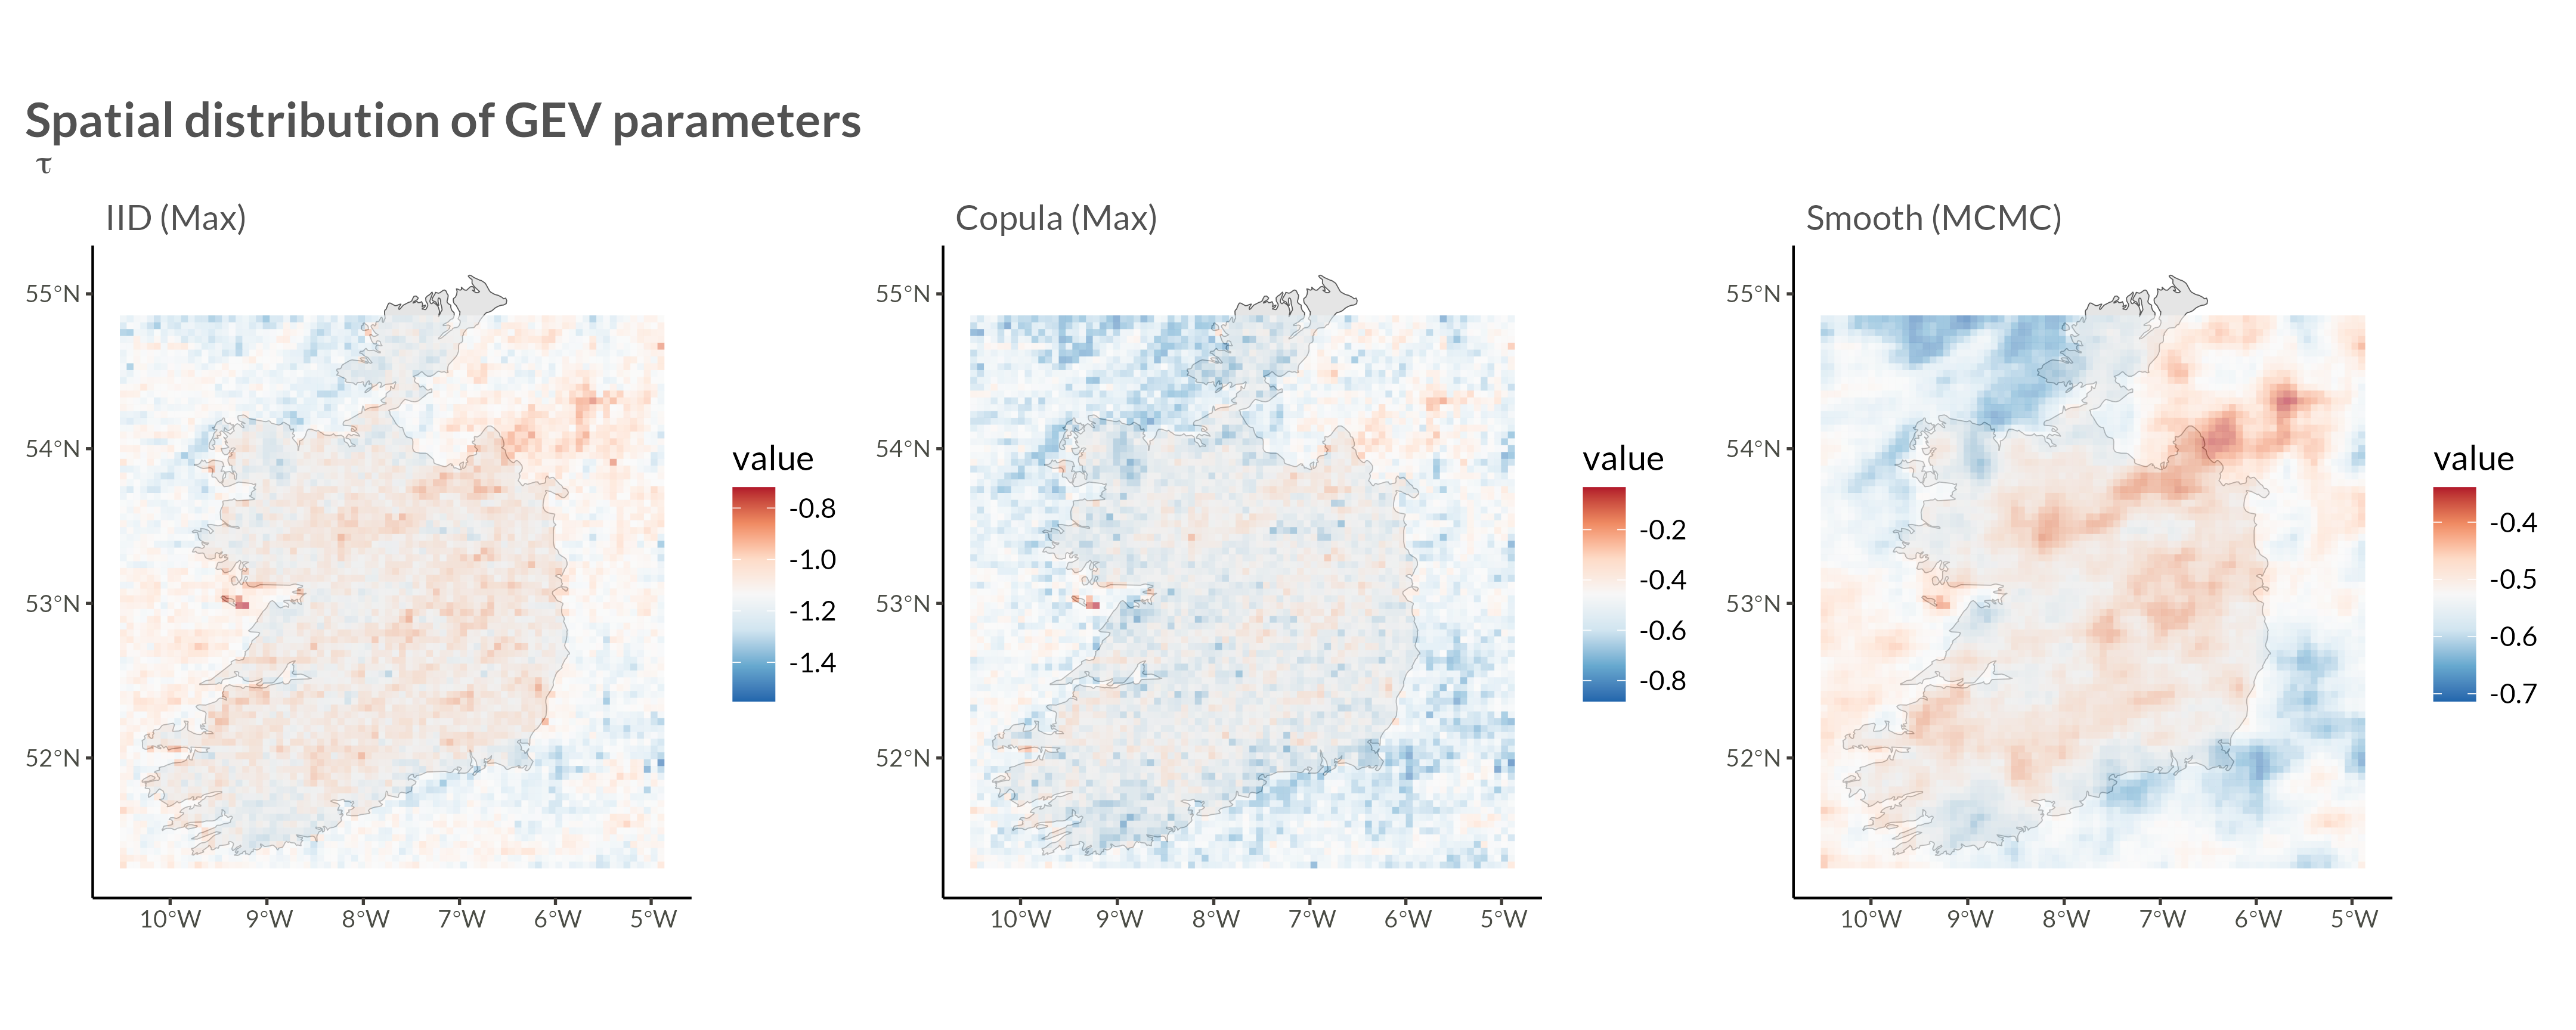 Spatial distribution of GEV parameters
τ
IID (Max)
55°N
54°N
53°N
52°N
10°W 9°W 8°W 7°W 6°W 5°W
value
-0.8
-1.0
-1.2
-1.4
Copula (Max)
55°N
54°N
53°N
52°N
10°W 9°W 8°W 7°W 6°W 5°W
value
-0.2
-0.4
-0.6
-0.8
Smooth (MCMC)
55°N
54°N
53°N
52°N
10°W 9°W 8°W 7°W 6°W 5°W
value
-0.4
-0.5
-0.6
-0.7